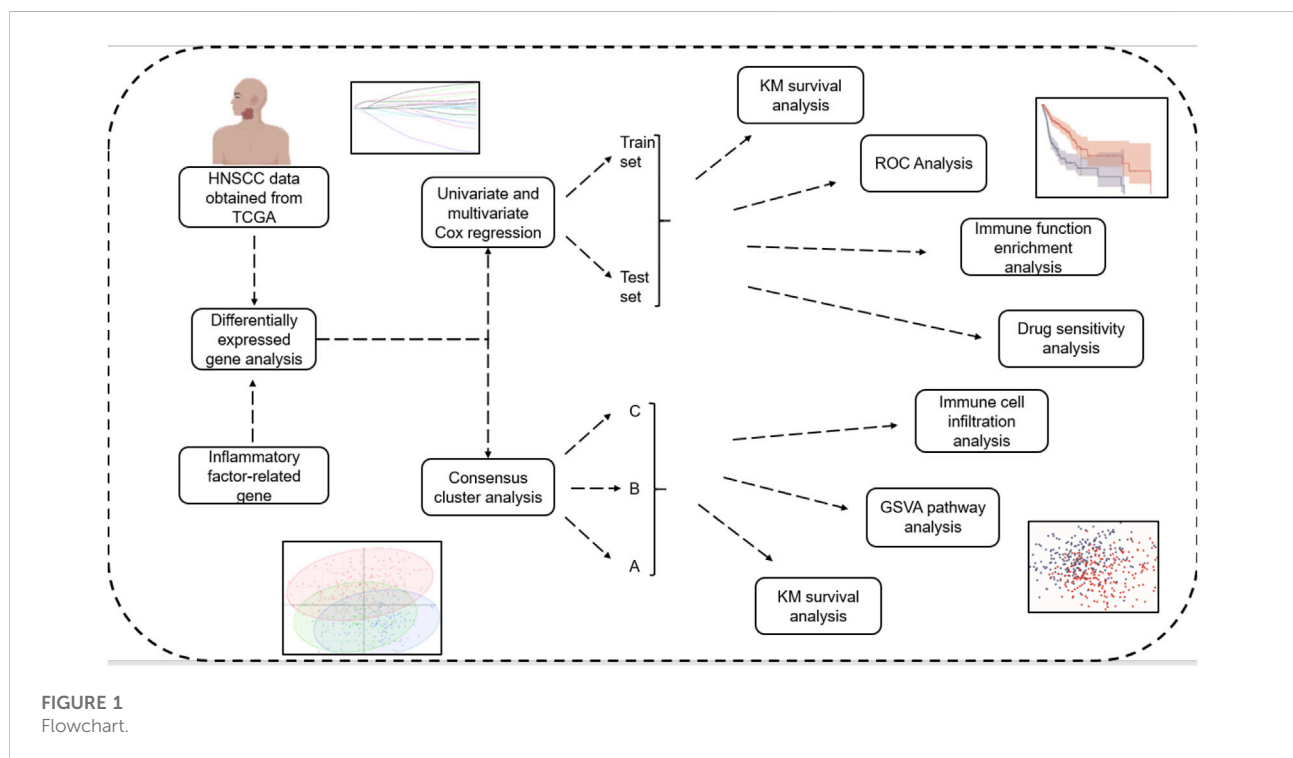 HNSCC data
obtained from
TCGA
Differentially
expressed
gene analysis
Inflammatory
factor-related
gene
Univariate and
multivariate
Cox regression
Consensus
cluster analysis
Train
set
Test
set
C
B
A
KM survival
analysis
ROC Analysis
Immune function
enrichment
analysis
Drug sensitivity
analysis
Immune cell
infiltration
analysis
GSVA pathway
analysis
KM survival
analysis
FIGURE 1
Flowchart.